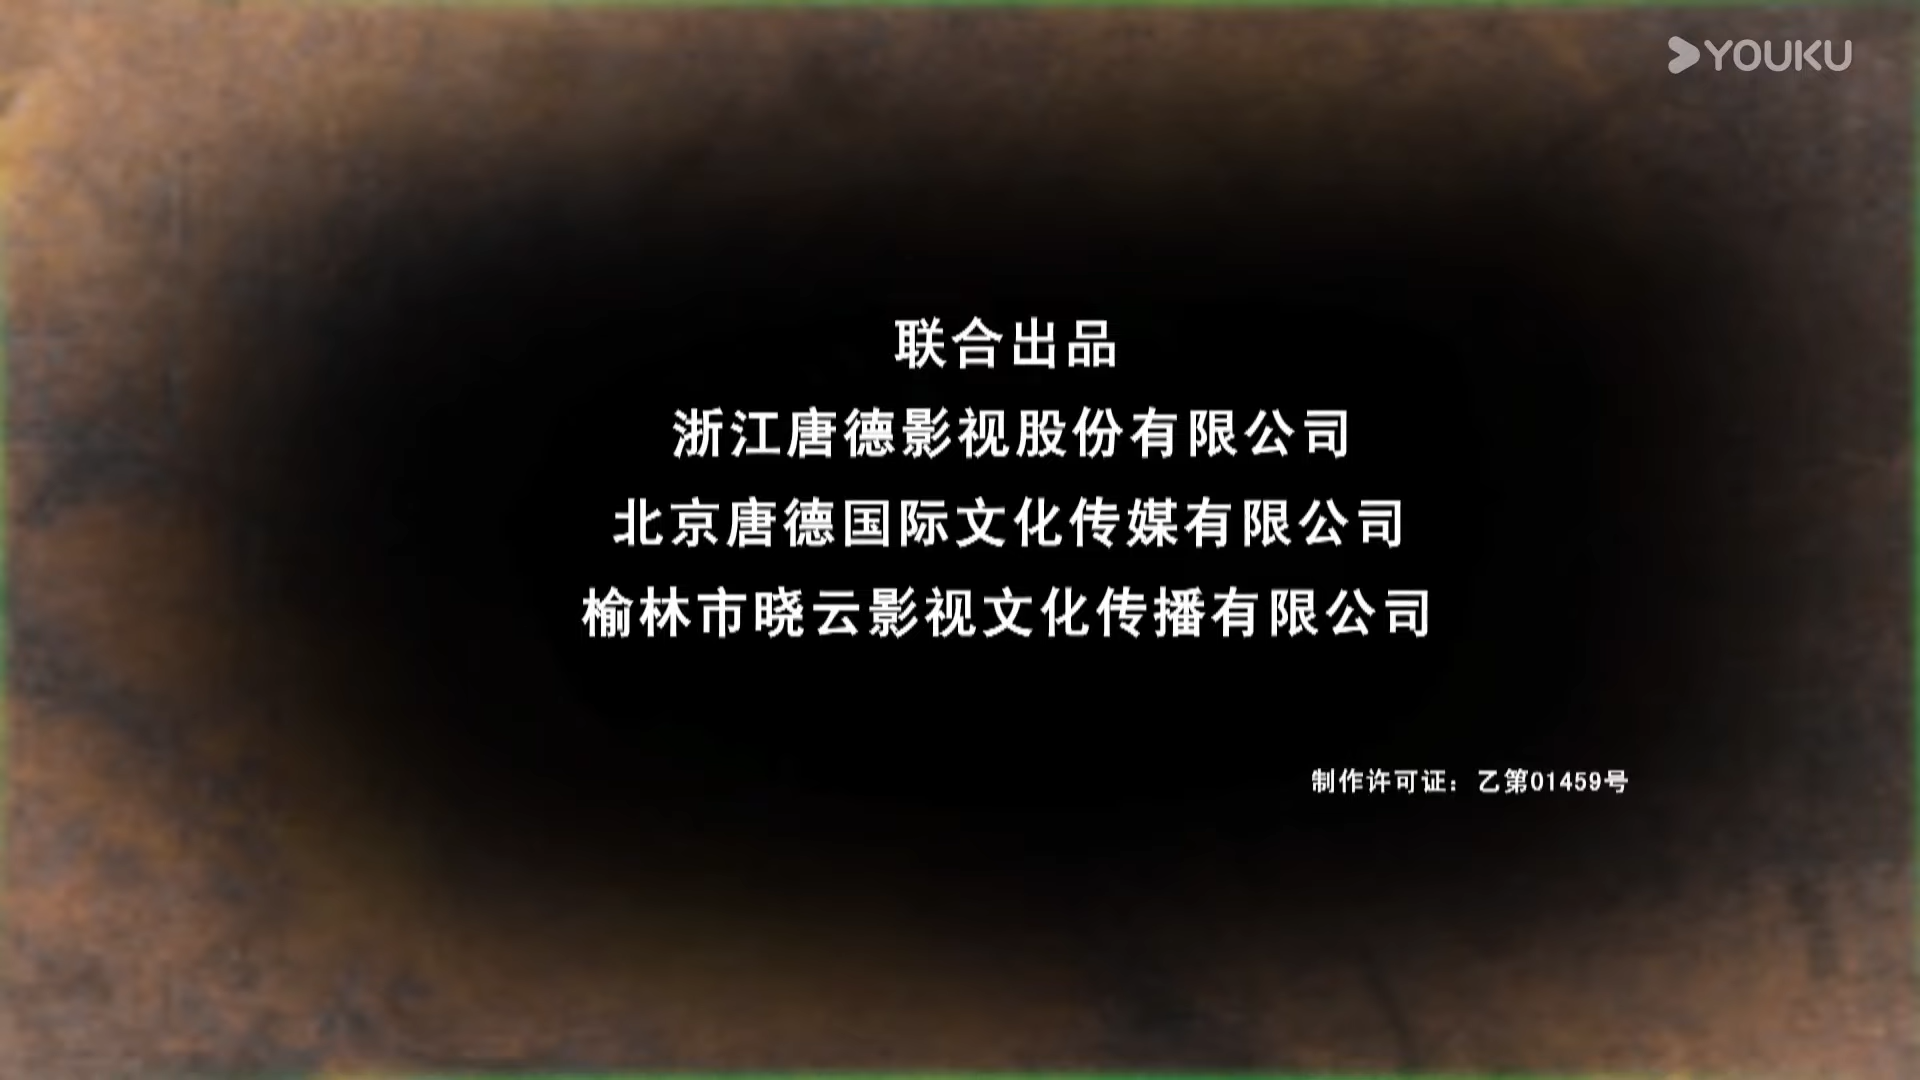 YOUKU
联合出品
浙江唐德影视股份有限公司
北京唐德国际文化传媒有限公司
榆林市晓云影视文化传播有限公司
制作许可证：乙第01459号